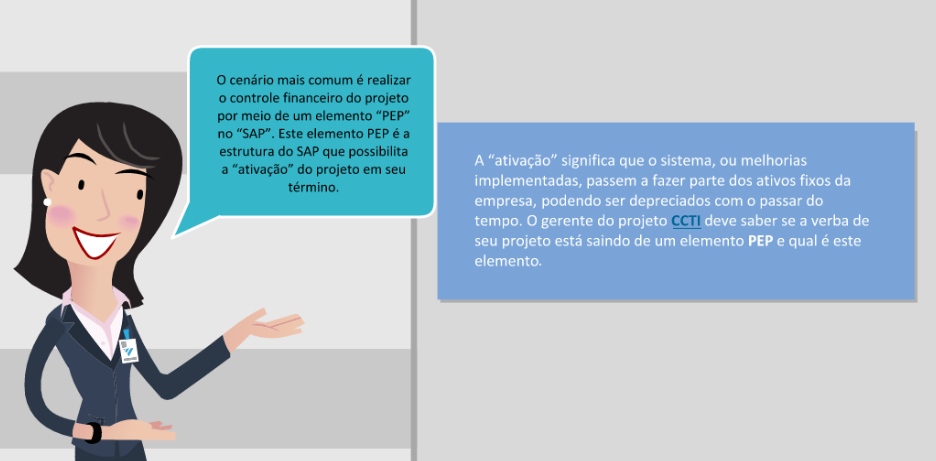 O cenário mais comum é realizar
o controle financeiro do projeto
por meio de um elemento “PEP”
no “SAP”. Este elemento PEP é a
estrutura do SAP que possibilita
a “ativação” do projeto em seu
término.
A “ativação” significa que o sistema, ou melhorias
implementadas, passem a fazer parte dos ativos fixos da
empresa, podendo ser depreciados com o passar do
tempo. O gerente do projeto CCTI deve saber se a verba de
seu projeto está saindo de um elemento PEP e qual é este
elemento.